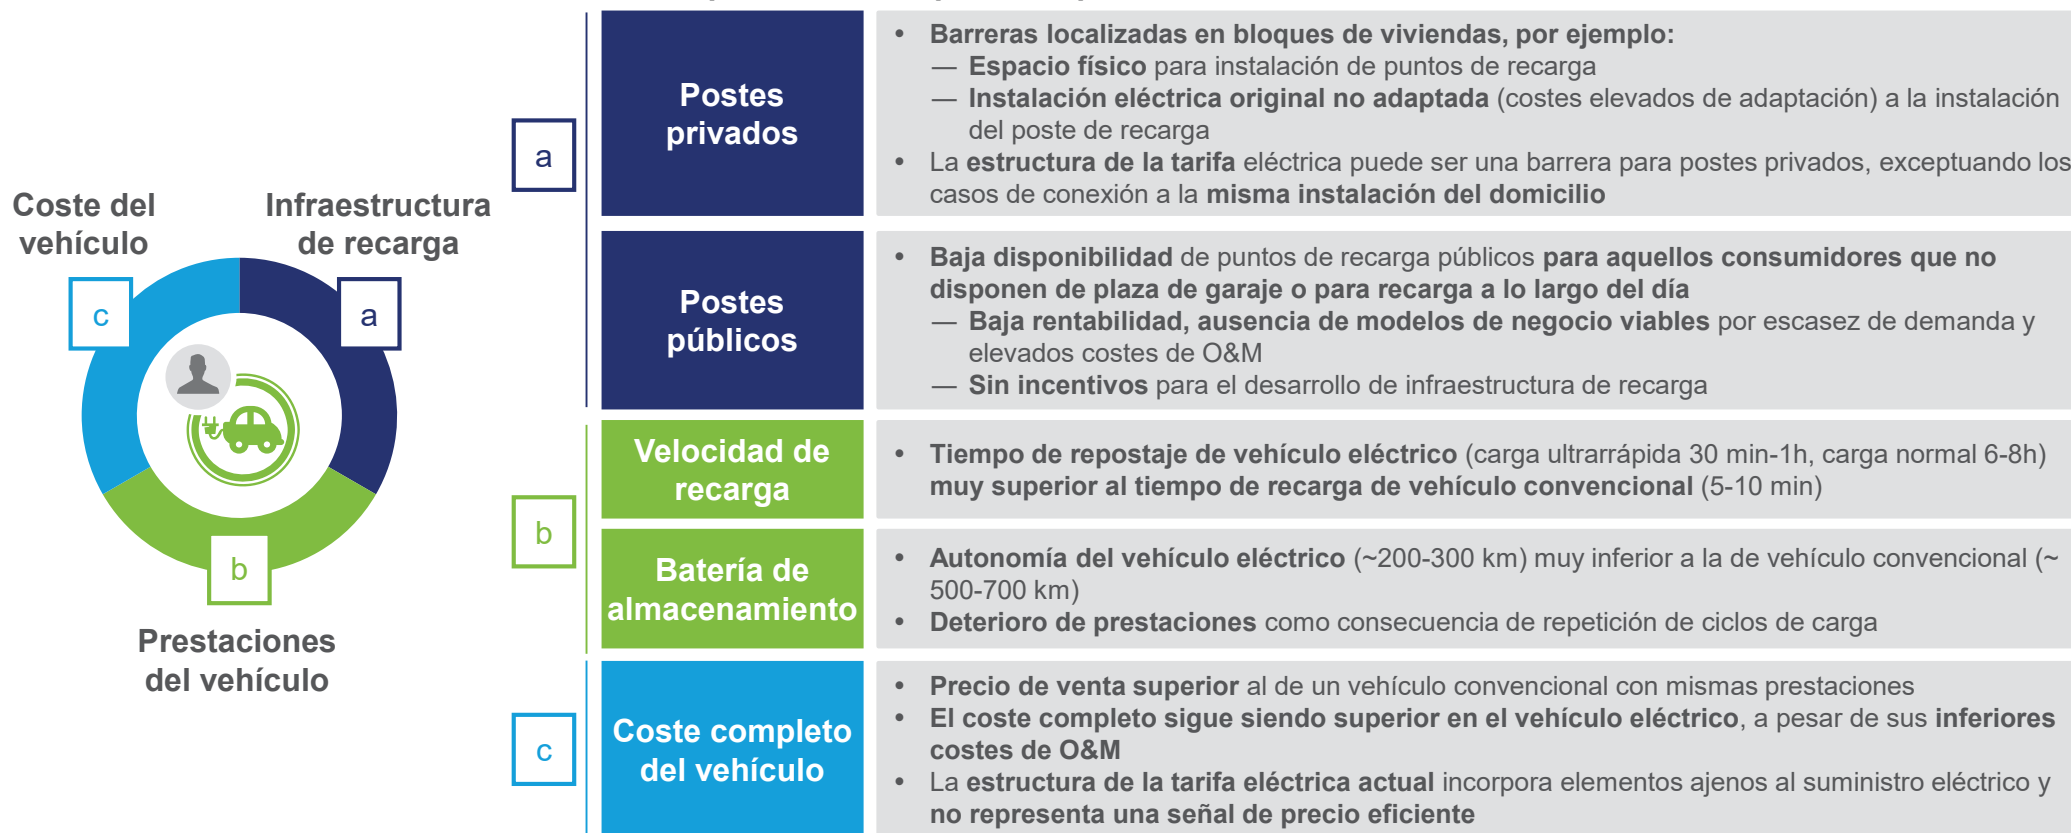 Coste del
vehículo
Infraestructura
de recarga
c
a
b
Prestaciones
del vehículo
a
Postes
privados
• Barreras localizadas en bloques de viviendas, por ejemplo:
— Espacio físico para instalación de puntos de recarga
— Instalación eléctrica original no adaptada (costes elevados de adaptación) a la instalación
del poste de recarga
• La estructura de la tarifa eléctrica puede ser una barrera para postes privados, exceptuando los
casos de conexión a la misma instalación del domicilio
Postes
públicos
• Baja disponibilidad de puntos de recarga públicos para aquellos consumidores que no
disponen de plaza de garaje o para recarga a lo largo del día
— Baja rentabilidad, ausencia de modelos de negocio viables por escasez de demanda y
elevados costes de O&M
— Sin incentivos para el desarrollo de infraestructura de recarga
b
Velocidad de
recarga
• Tiempo de repostaje de vehículo eléctrico (carga ultrarrápida 30 min-1h, carga normal 6-8h)
muy superior al tiempo de recarga de vehículo convencional (5-10 min)
Batería de
almacenamiento
• Autonomía del vehículo eléctrico (~200-300 km) muy inferior a la de vehículo convencional (~
500-700 km)
• Deterioro de prestaciones como consecuencia de repetición de ciclos de carga
c
Coste completo
del vehículo
• Precio de venta superior al de un vehículo convencional con mismas prestaciones
• El coste completo sigue siendo superior en el vehículo eléctrico, a pesar de sus inferiores
costes de O&M
• La estructura de la tarifa eléctrica actual incorpora elementos ajenos al suministro eléctrico y
no representa una señal de precio eficiente